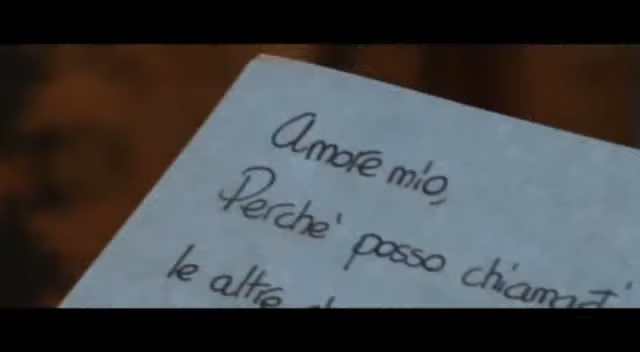 Amore mio,
Perche' posso chiamarti
le altre